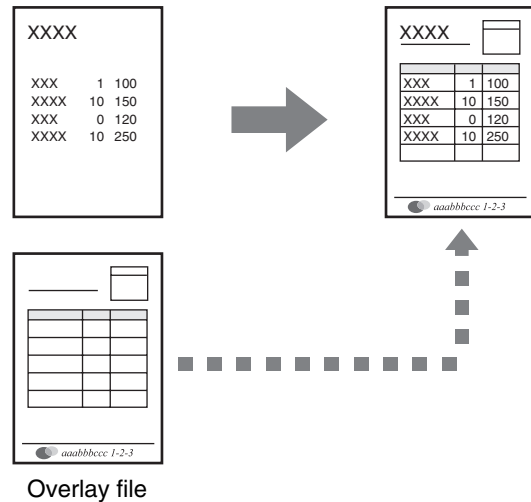 XXXX
XXX 1 100
XXXX 10 150
XXX 0 120
XXXX 10 250
XXXX
XXX 1 100
XXXX 10 150
XXX 0 120
XXXX 10 250
aaabbbccc 1-2-3
aaabbbccc 1-2-3
Overlay file